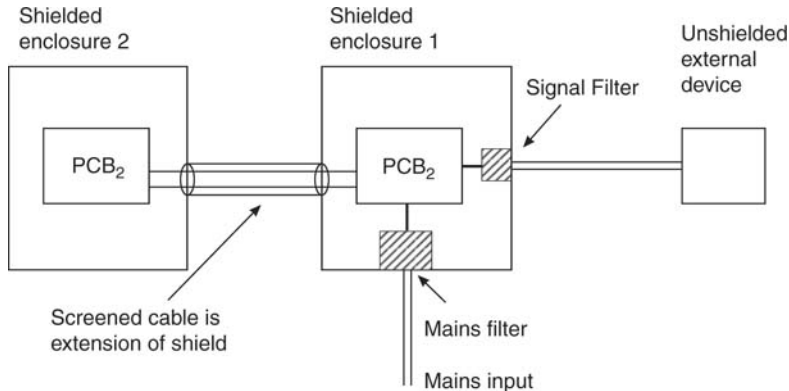 Shielded
enclosure 2
Shielded
enclosure 1
Unshielded
external
device
Signal Filter
PCB₂
PCB₂
Screened cable is
extension of shield
Mains filter
Mains input